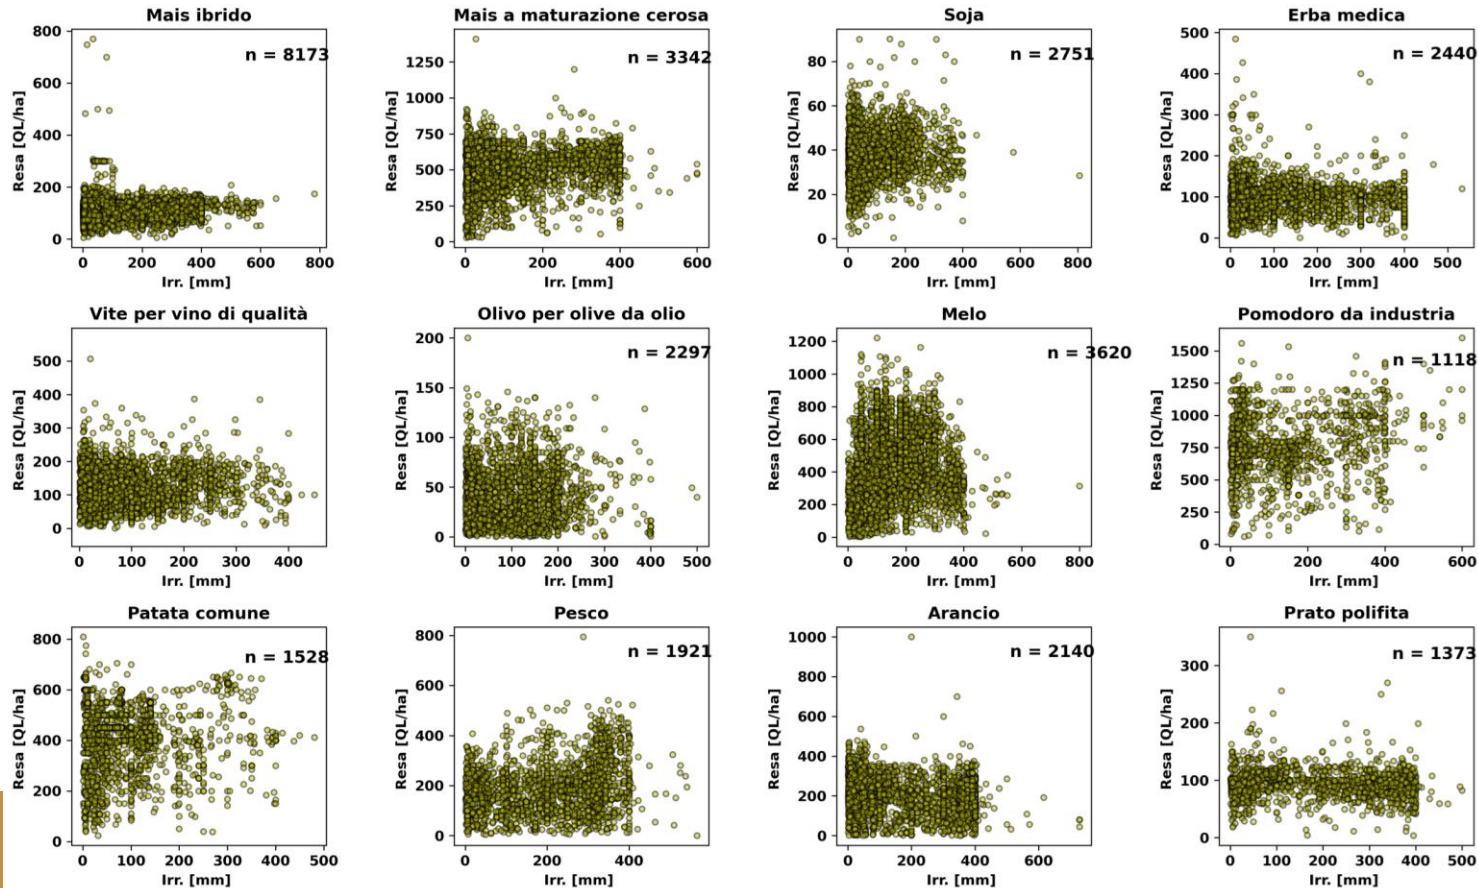 Mais ibrido
n = 8173
Resa [QL/ha]
800
600
400
200
0
0 200 400 600 800
Irr. [mm]
Mais a maturazione cerosa
n = 3342
Resa [QL/ha]
1250
1000
750
500
250
0
0 200 400 600
Irr. [mm]
Soja
n = 2751
Resa [QL/ha]
80
60
40
20
0
0 200 400 600 800
Irr. [mm]
Erba medica
n = 2440
Resa [QL/ha]
500
400
300
200
100
0
0 100 200 300 400 500
Irr. [mm]
Vite per vino di qualità
Resa [QL/ha]
500
400
300
200
100
0
0 100 200 300 400
Irr. [mm]
Olivo per olive da olio
n = 2297
Resa [QL/ha]
200
150
100
50
0
0 100 200 300 400 500
Irr. [mm]
Melo
n = 3620
Resa [QL/ha]
1200
1000
800
600
400
200
0
0 200 400 600 800
Irr. [mm]
Pomodoro da industria
n = 1118
Resa [QL/ha]
1500
1250
1000
750
500
250
0
0 200 400 600
Irr. [mm]
Patata comune
n = 1528
Resa [QL/ha]
800
600
400
200
0
0 100 200 300 400 500
Irr. [mm]
Pesco
n = 1921
Resa [QL/ha]
800
600
400
200
0
0 200 400
Irr. [mm]
Arancio
n = 2140
Resa [QL/ha]
1000
800
600
400
200
0
0 200 400 600
Irr. [mm]
Prato polifita
n = 1373
Resa [QL/ha]
300
200
100
0
0 100 200 300 400 500
Irr. [mm]